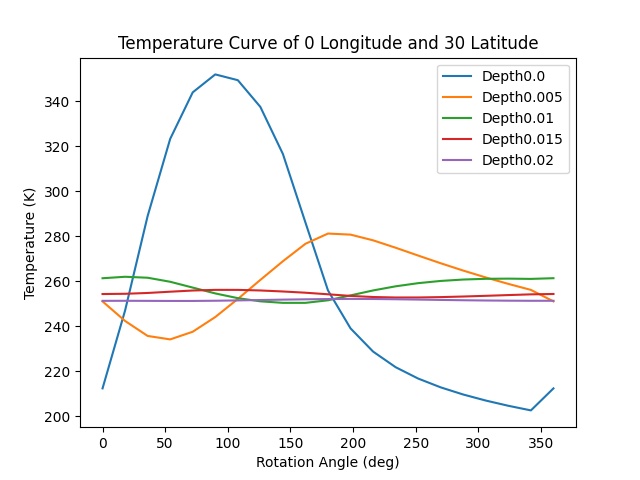 Temperature Curve of 0 Longitude and 30 Latitude
Depth0.0
Depth0.005
Depth0.01
Depth0.015
Depth0.02
Temperature (K)
340
320
300
280
260
240
220
200
0 50 100 150 200 250 300 350
Rotation Angle (deg)